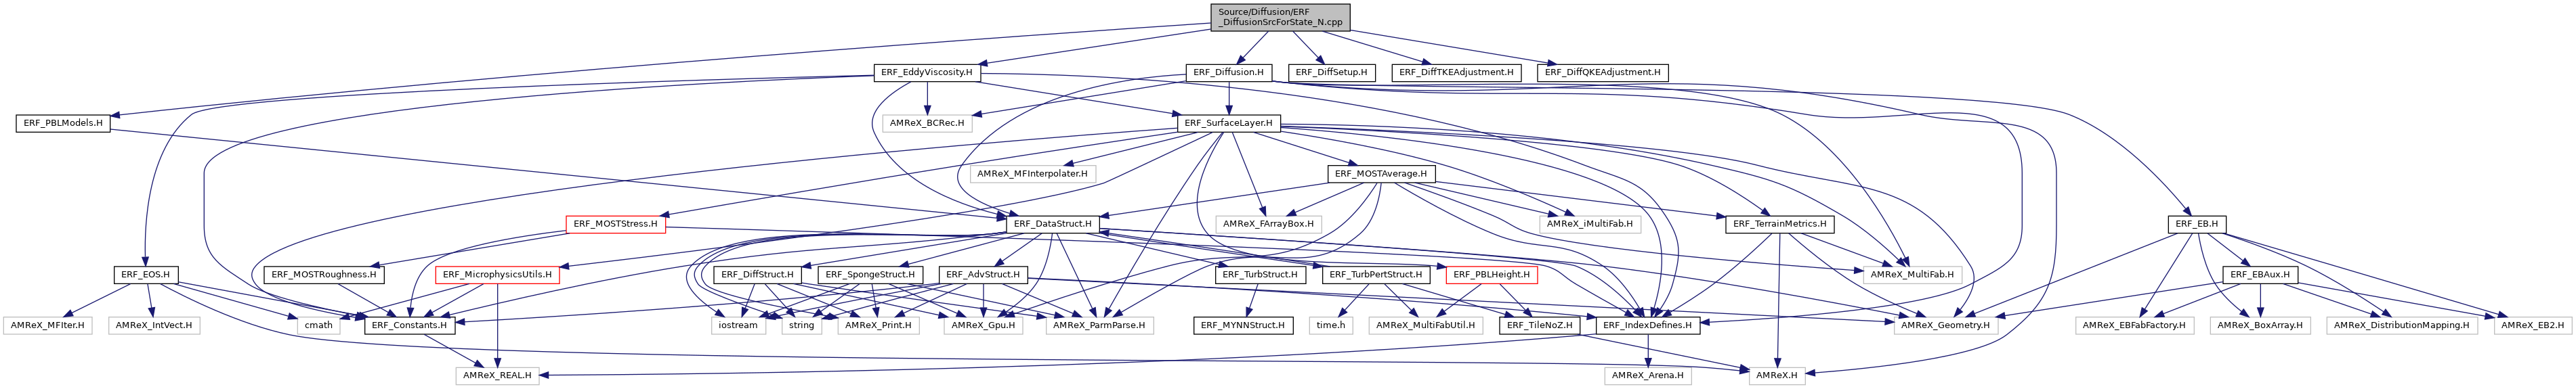 Source/Diffusion/ERF
_DiffusionSrcForState_N.cpp
ERF_EddyViscosity.H
ERF_Diffusion.H
ERF_DiffSetup.H
ERF_DiffTKEAdjustment.H
ERF_DiffQKEAdjustment.H
ERF_PBLModels.H
AMReX_BCRec.H
ERF_SurfaceLayer.H
AMReX_MFInterpolater.H
ERF_MOSTAverage.H
ERF_MOSTStress.H
ERF_DataStruct.H
AMReX_FArrayBox.H
AMReX_iMultiFab.H
ERF_TerrainMetrics.H
ERF_EB.H
ERF_EOS.H
ERF_MOSTRoughness.H
ERF_MicrophysicsUtils.H
ERF_DiffStruct.H
ERF_SpongeStruct.H
ERF_AdvStruct.H
ERF_TurbStruct.H
ERF_TurbPertStruct.H
ERF_PBLHeight.H
AMReX_MultiFab.H
ERF_EBAux.H
AMReX_MFIter.H
AMReX_IntVect.H
cmath
ERF_Constants.H
iostream
string
AMReX_Print.H
AMReX_Gpu.H
AMReX_ParmParse.H
ERF_MYNNStruct.H
time.h
AMReX_MultiFabUtil.H
ERF_TileNoZ.H
ERF_IndexDefines.H
AMReX_Geometry.H
AMReX_EBFabFactory.H
AMReX_BoxArray.H
AMReX_DistributionMapping.H
AMReX_EB2.H
AMReX_REAL.H
AMReX_Arena.H
AMReX.H